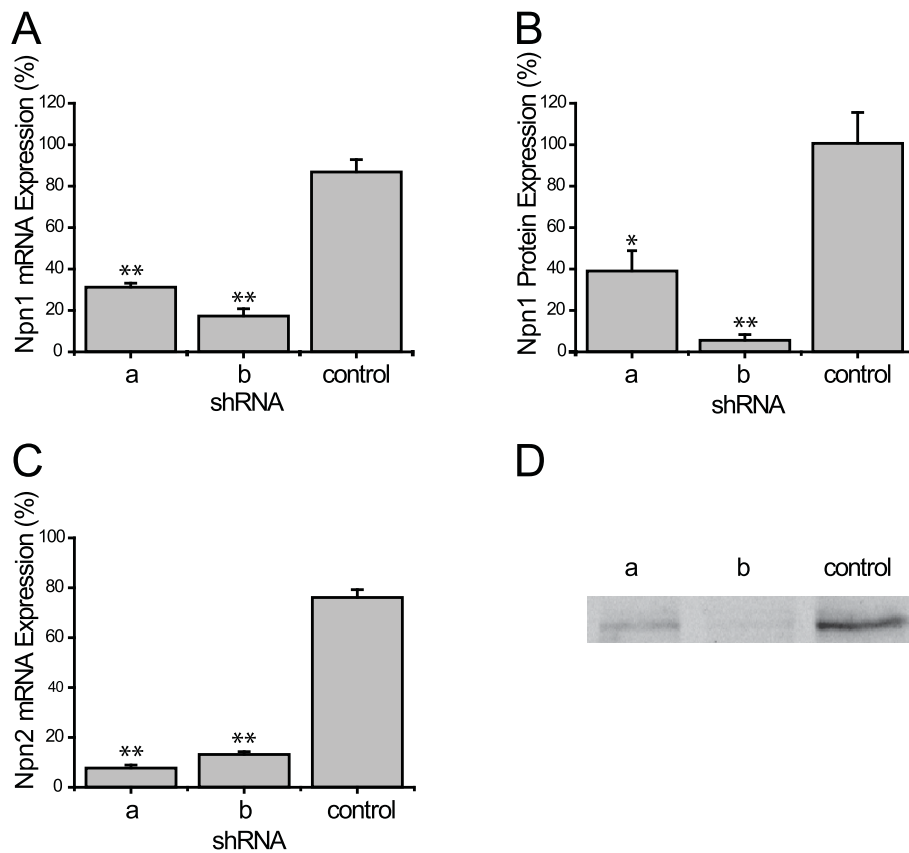 A
Npn1 mRNA Expression (%)
120
100
80
60
40
20
0
**
**
a b control
shRNA
B
Npn1 Protein Expression (%)
120
100
80
60
40
20
0
*
**
a b control
shRNA
C
Npn2 mRNA Expression (%)
100
80
60
40
20
0
**
**
a b control
shRNA
D
a b control